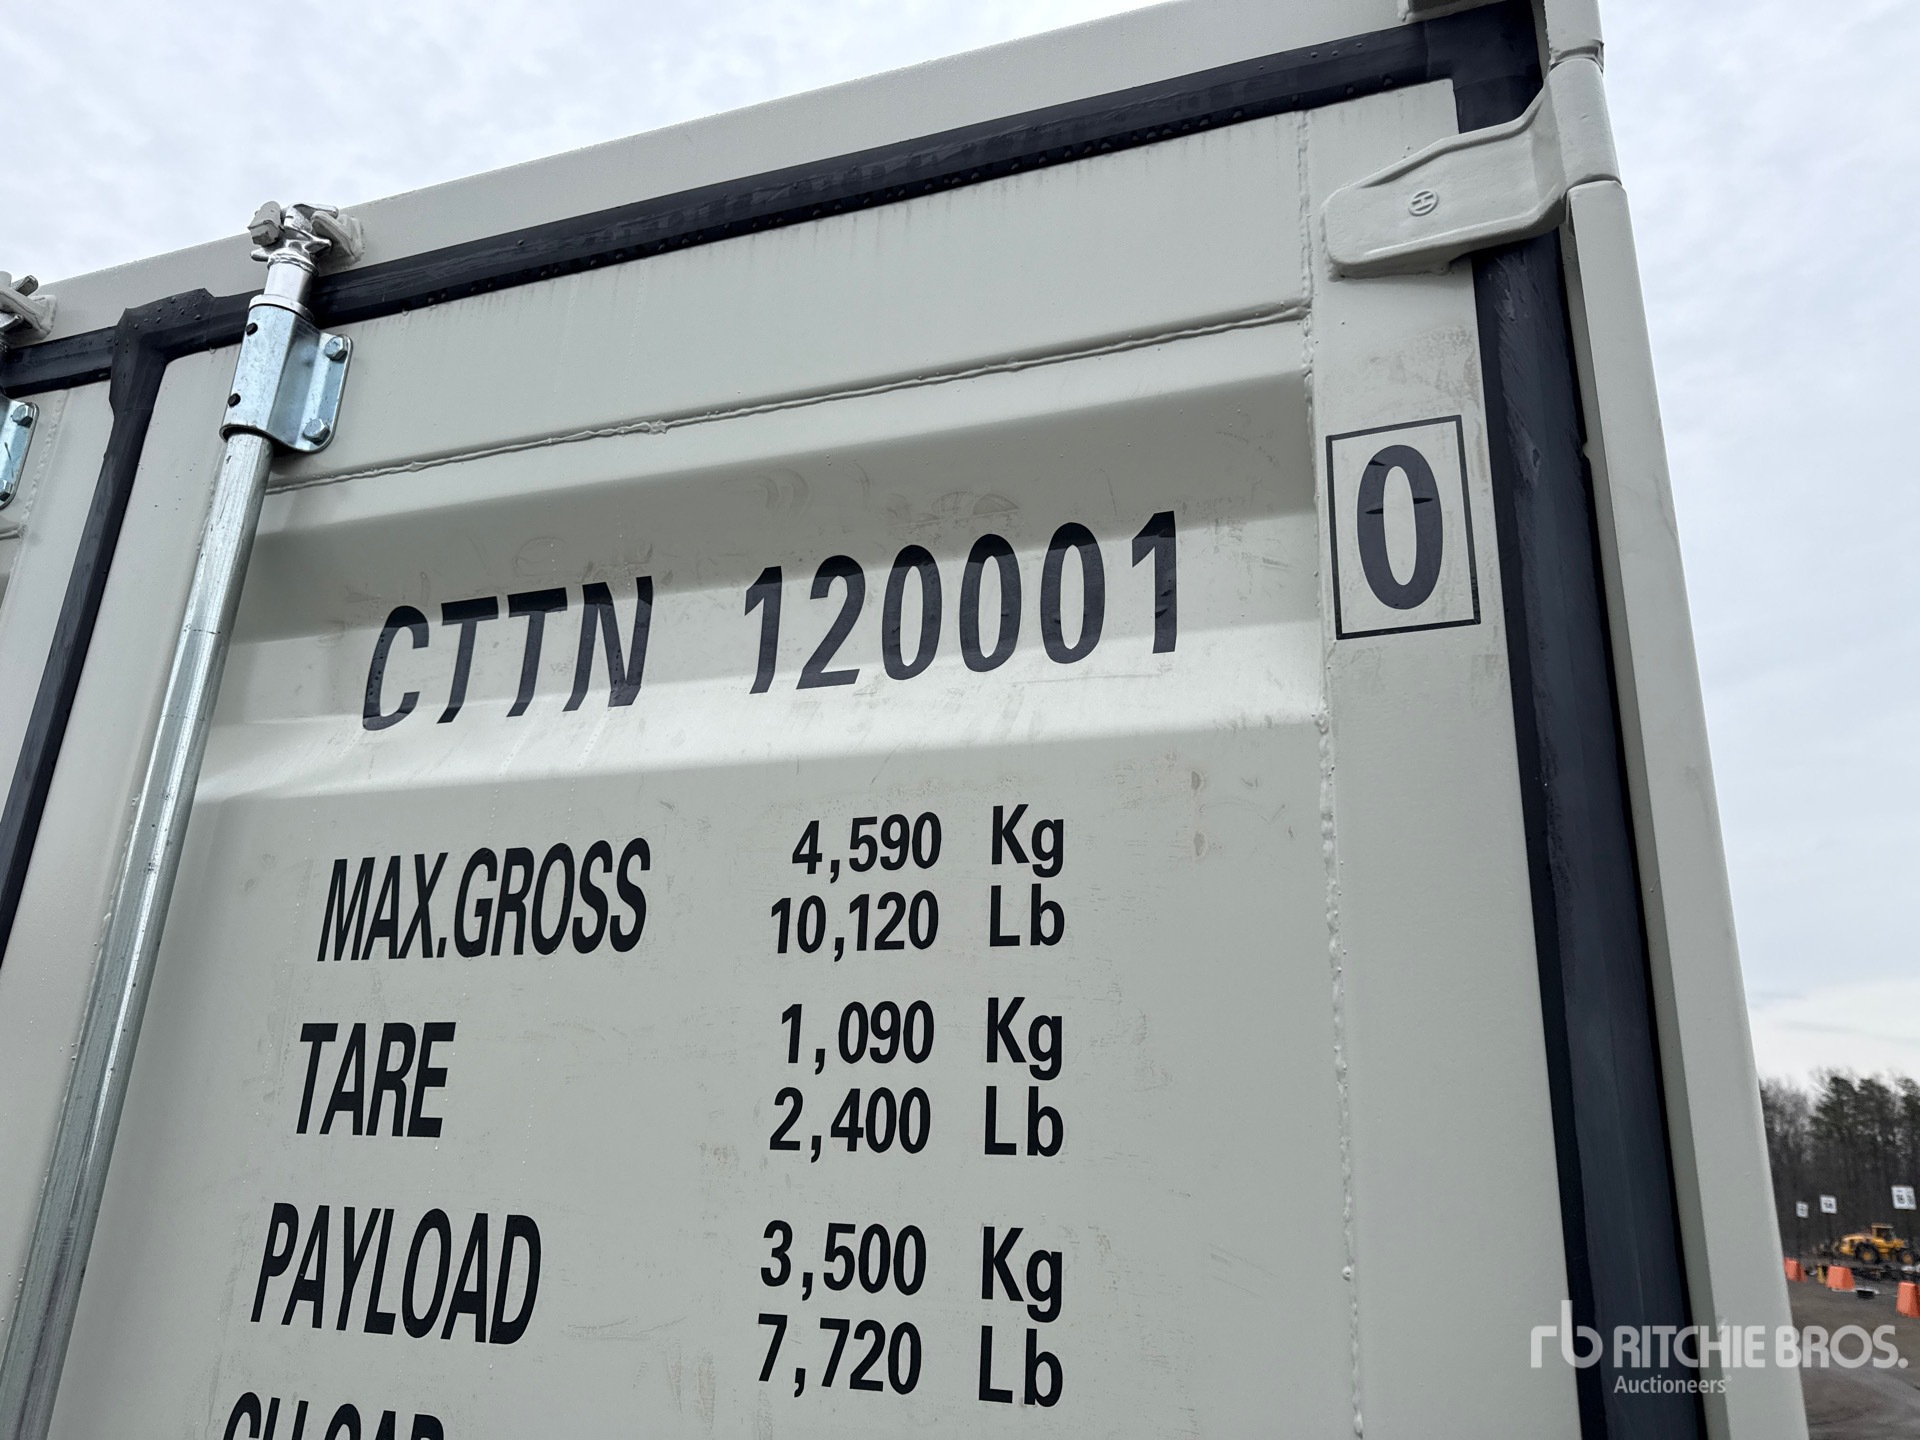 CTTN 120001 0
MAX.GROSS 4,590 Kg
10,120 Lb
TARE 1,090 Kg
2,400 Lb
PAYLOAD 3,500 Kg
7,720 Lb
rb RITCHIE BROS.
Auctioneers